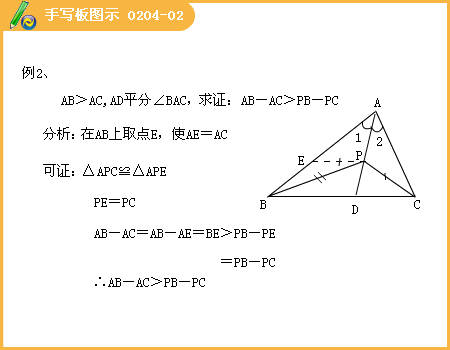 手写板图示 0204-02
例2、
AB＞AC,AD平分∠BAC，求证：AB－AC＞PB－PC
分析：在AB上取点E，使AE＝AC
可证：△APC≌△APE
PE＝PC
AB－AC＝AB－AE＝BE＞PB－PE
＝PB－PC
∴AB－AC＞PB－PC
A
1 2
E P
B D C